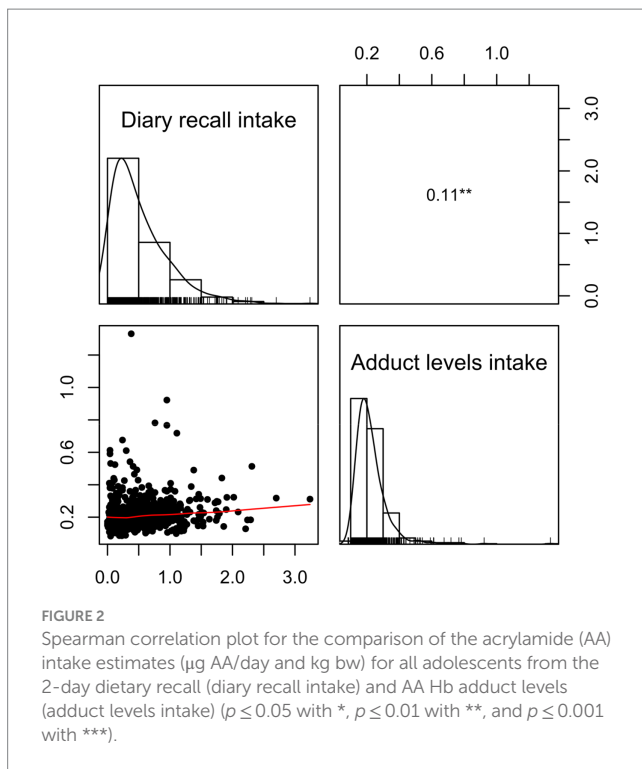 0.2 0.6 1.0
Diary recall intake
0.11**
3.0
2.0
1.0
0.0
Adduct levels intake
1.0
0.6
0.2
0.0 1.0 2.0 3.0
FIGURE 2
Spearman correlation plot for the comparison of the acrylamide (AA)
intake estimates (μg AA/day and kg bw) for all adolescents from the
2-day dietary recall (diary recall intake) and AA Hb adduct levels
(adduct levels intake) (p ≤ 0.05 with *, p ≤ 0.01 with **, and p ≤ 0.001
with ***).